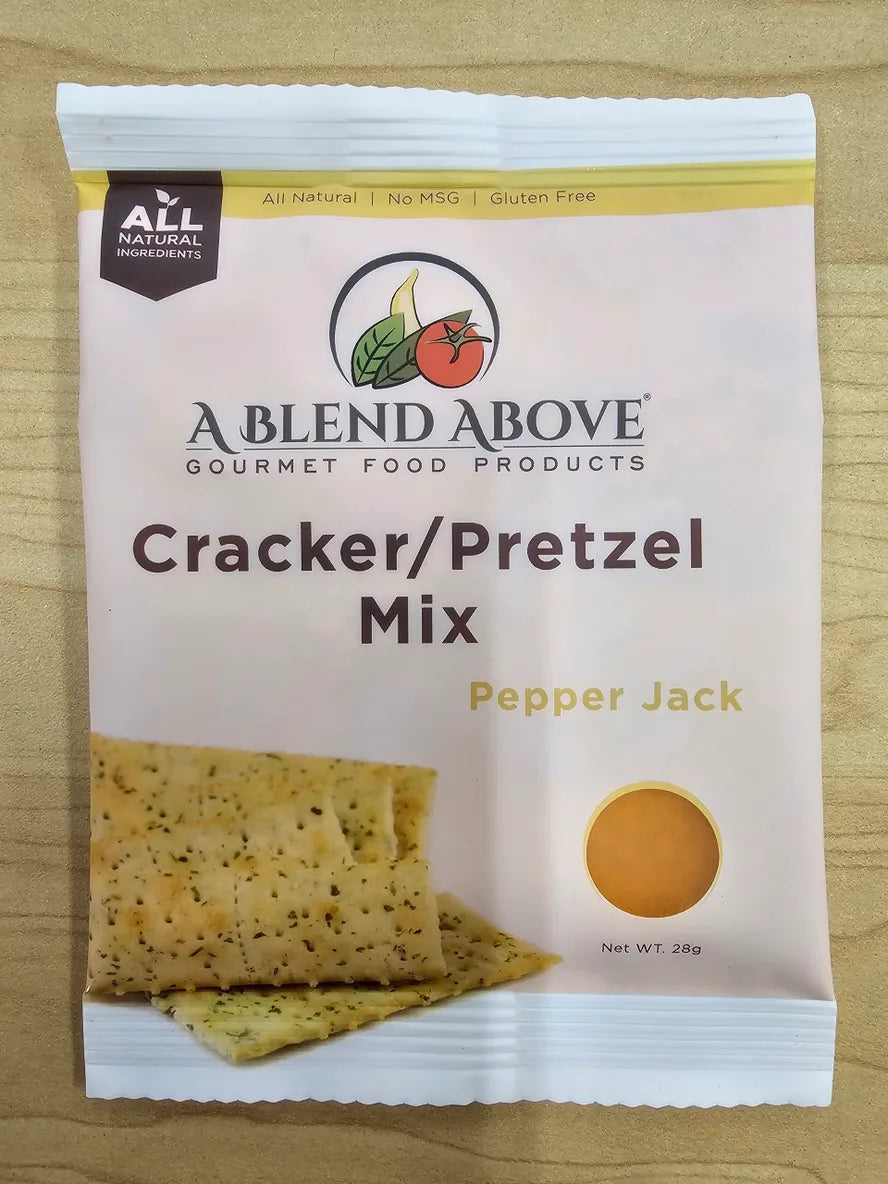 All Natural | No MSG | Gluten Free
ALL
NATURAL
INGREDIENTS
A BLEND ABOVE®
GOURMET FOOD PRODUCTS
Cracker/Pretzel
Mix
Pepper Jack
Net WT. 28g